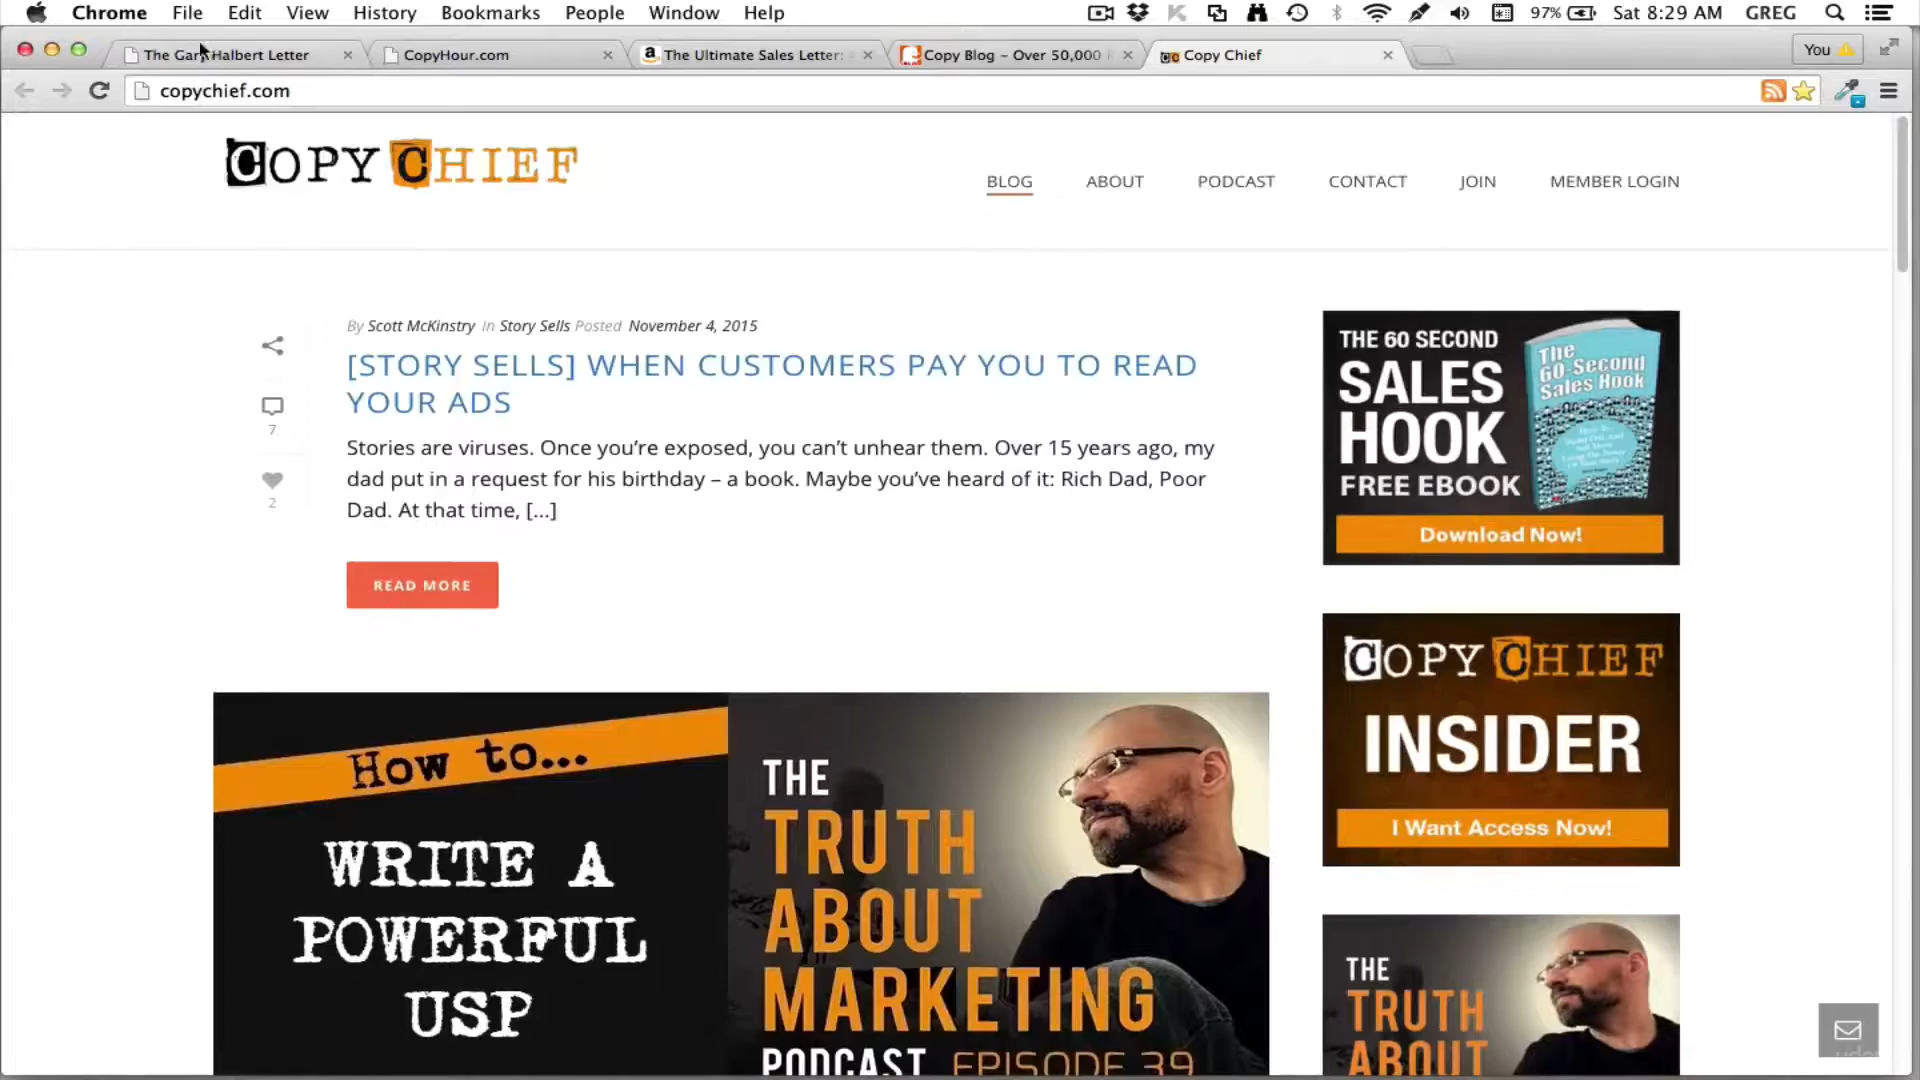 Chrome File Edit View History Bookmarks People Window Help 97% Sat 8:29 AM GREG
The Gary Halbert Letter CopyHour.com The Ultimate Sales Letter: Copy Blog – Over 50,000 Copy Chief You
copychief.com
COPY CHIEF
BLOG ABOUT PODCAST CONTACT JOIN MEMBER LOGIN
By Scott McKinstry In Story Sells Posted November 4, 2015
[STORY SELLS] WHEN CUSTOMERS PAY YOU TO READ
YOUR ADS
7
Stories are viruses. Once you’re exposed, you can’t unhear them. Over 15 years ago, my
dad put in a request for his birthday – a book. Maybe you’ve heard of it: Rich Dad, Poor
Dad. At that time, [...]
2
READ MORE
THE 60 SECOND
SALES
HOOK
FREE EBOOK
The
60-Second
Sales Hook
Download Now!
COPY CHIEF
INSIDER
I Want Access Now!
How to...
WRITE A
POWERFUL
USP
THE
TRUTH
ABOUT
MARKETING
PODCAST EPISODE 39
THE
TRUTH
ABOUT